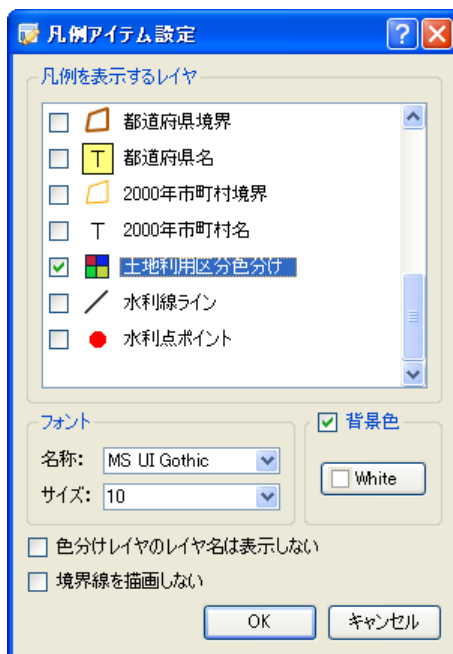 凡例アイテム設定
凡例を表示するレイヤ
都道府県境界
T 都道府県名
2000年市町村境界
T 2000年市町村名
土地利用区分色分け
水利線ライン
水利点ポイント
フォント
名称: MS UI Gothic
サイズ: 10
背景色
White
色分けレイヤのレイヤ名は表示しない
境界線を描画しない
OK キャンセル